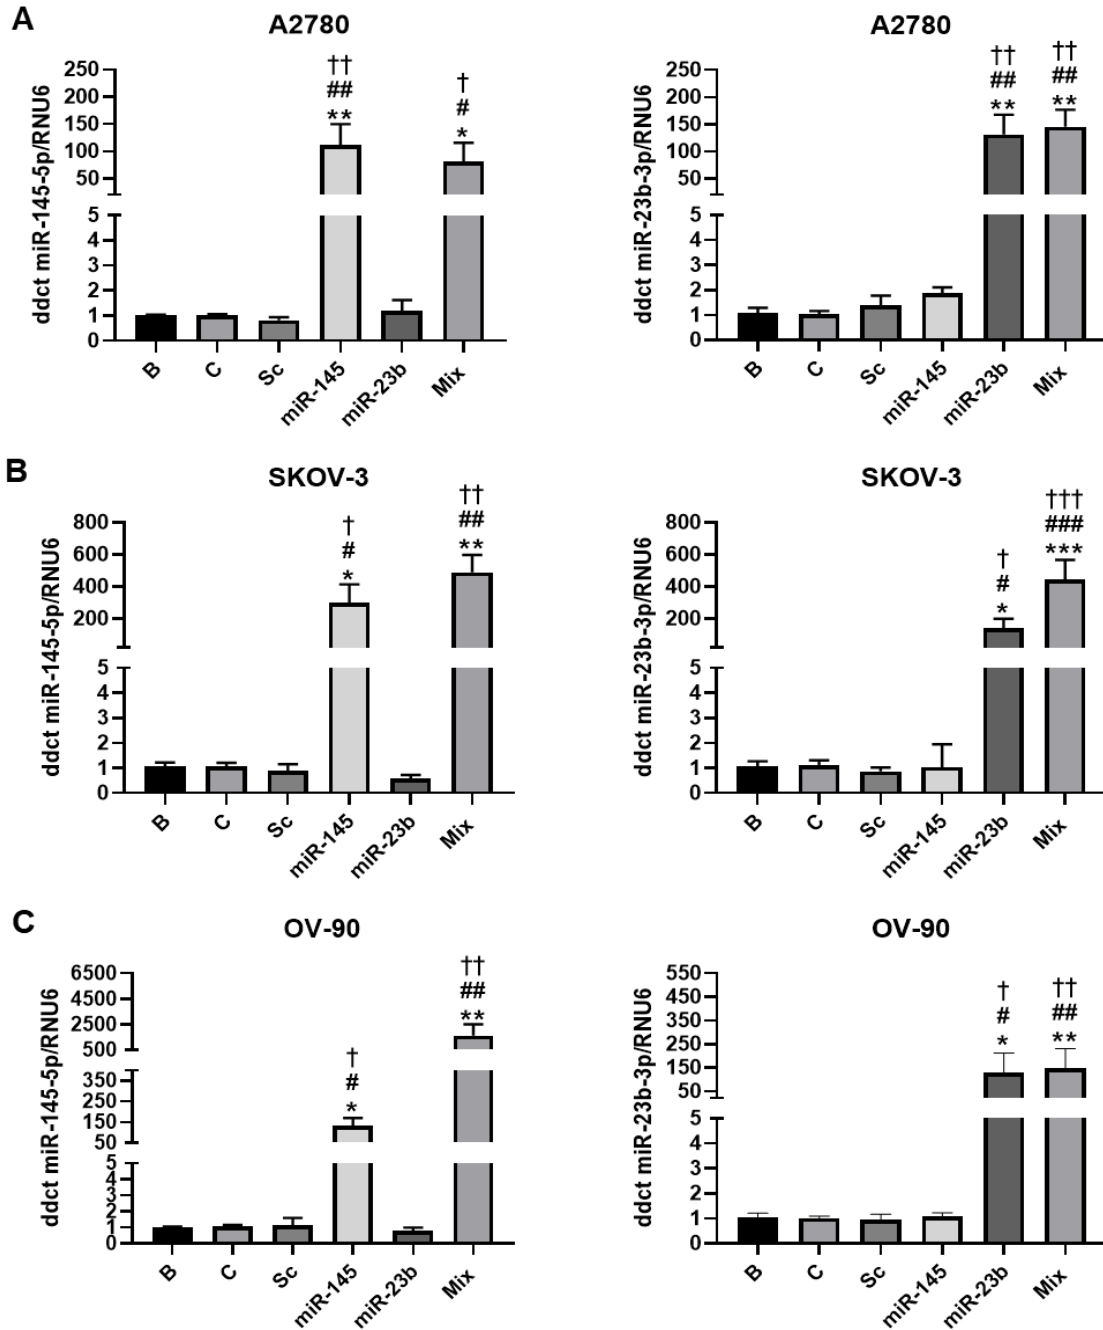 A
A2780
ddct miR-145-5p/RNU6
250
200
150
100
50
5
4
3
2
1
0
††
##
**
†
#
*
B
C
Sc
miR-145
miR-23b
Mix
A2780
ddct miR-23b-3p/RNU6
250
200
150
100
50
5
4
3
2
1
0
††
##
**
††
##
**
B
C
Sc
miR-145
miR-23b
Mix
B
SKOV-3
ddct miR-145-5p/RNU6
800
600
400
200
5
4
3
2
1
0
†
#
*
††
##
**
B
C
Sc
miR-145
miR-23b
Mix
SKOV-3
ddct miR-23b-3p/RNU6
800
600
400
200
5
4
3
2
1
0
†
#
*
†††
###
***
B
C
Sc
miR-145
miR-23b
Mix
C
OV-90
ddct miR-145-5p/RNU6
6500
4500
2500
500
350
250
150
50
5
4
3
2
1
0
†
#
*
††
##
**
B
C
Sc
miR-145
miR-23b
Mix
OV-90
ddct miR-23b-3p/RNU6
550
450
350
250
150
50
5
4
3
2
1
0
†
#
*
††
##
**
B
C
Sc
miR-145
miR-23b
Mix